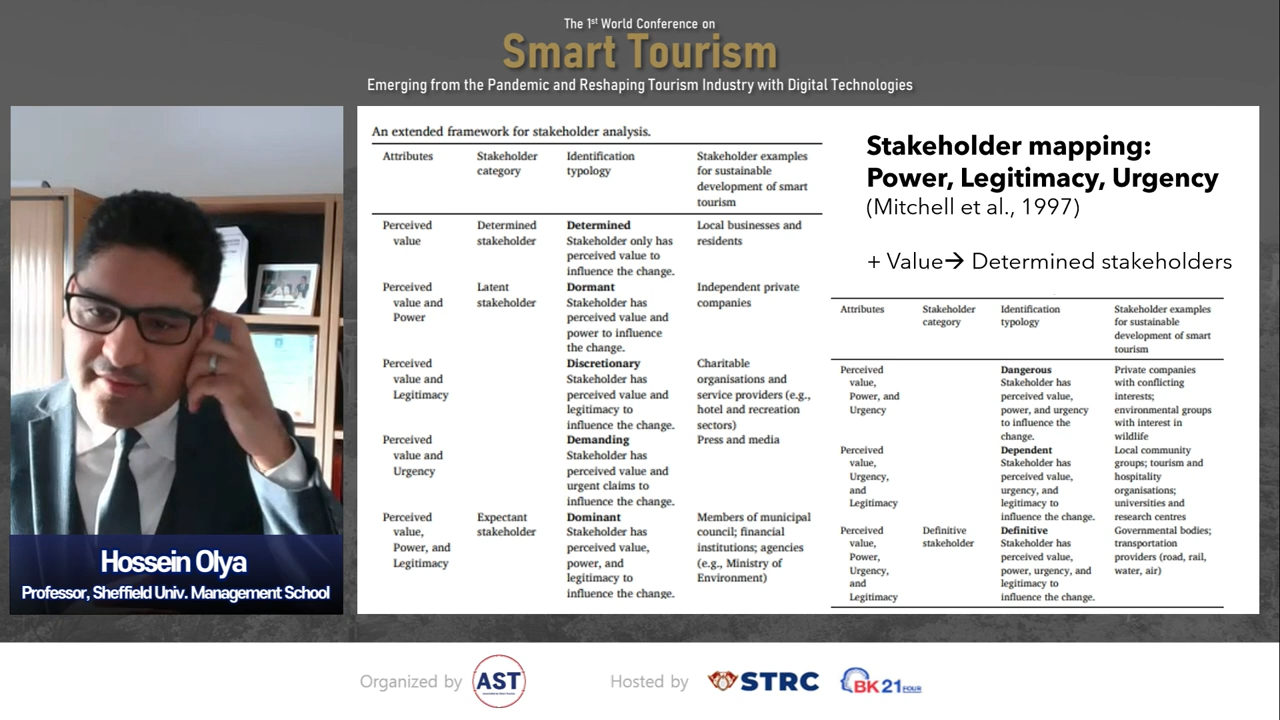 The 1st World Conference on
Smart Tourism
Emerging from the Pandemic and Reshaping Tourism Industry with Digital Technologies
An extended framework for stakeholder analysis.
Attributes
Stakeholder
category
Identification
typology
Stakeholder examples
for sustainable
development of smart
tourism
Perceived
value
Determined
stakeholder
Determined
Stakeholder only has
perceived value to
influence the change.
Local businesses and
residents
Perceived
value and
Power
Latent
stakeholder
Dormant
Stakeholder has
perceived value and
power to influence
the change.
Independent private
companies
Perceived
value and
Legitimacy
Discretionary
Stakeholder has
perceived value and
legitimacy to
influence the change.
Charitable
organisations and
service providers (e.g.,
hotel and recreation
sectors)
Perceived
value and
Urgency
Demanding
Stakeholder has
perceived value and
urgent claims to
influence the change.
Press and media
Perceived
value,
Power, and
Legitimacy
Expectant
stakeholder
Dominant
Stakeholder has
perceived value,
power, and
legitimacy to
influence the change.
Members of municipal
council; financial
institutions; agencies
(e.g., Ministry of
Environment)
Stakeholder mapping:
Power, Legitimacy, Urgency
(Mitchell et al., 1997)
+ Value→ Determined stakeholders
Attributes
Stakeholder
category
Identification
typology
Stakeholder examples
for sustainable
development of smart
tourism
Perceived
value,
Power, and
Urgency
Dangerous
Stakeholder has
perceived value,
power, and urgency
to influence the
change.
Private companies
with conflicting
interests;
environmental groups
with interest in
wildlife
Perceived
value,
Urgency,
and
Legitimacy
Dependent
Stakeholder has
perceived value,
urgency, and
legitimacy to
influence the change.
Local community
groups; tourism and
hospitality
organisations;
universities and
research centres
Perceived
value,
Power,
Urgency,
and
Legitimacy
Definitive
stakeholder
Definitive
Stakeholder has
perceived value,
power, urgency, and
legitimacy to
influence the change.
Governmental bodies;
transportation
providers (road, rail,
water, air)
Hossein Olya
Professor, Sheffield Univ. Management School
Organized by
AST
Hosted by
STRC
BK21 FOUR